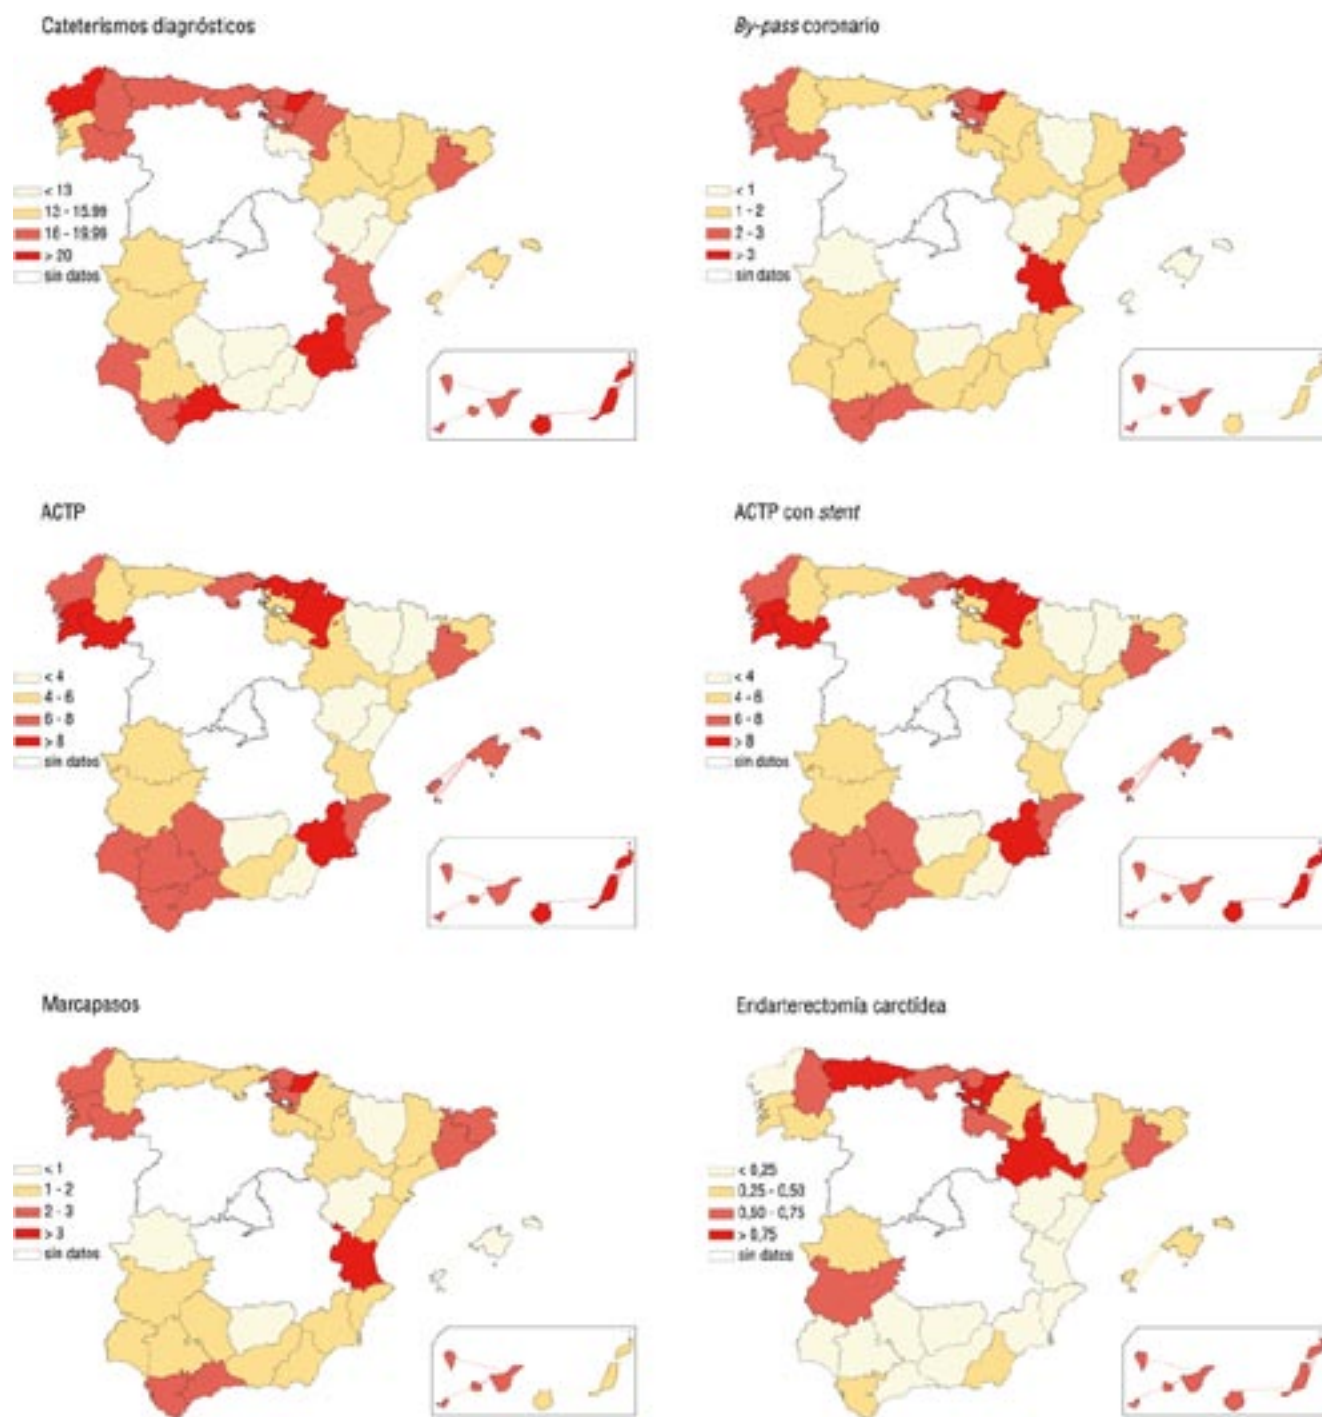 Cateterismos diagnósticos
< 13
13 - 15.99
16 - 19.99
> 20
sin datos
By-pass coronario
< 1
1 - 2
2 - 3
> 3
sin datos
ACTP
< 4
4 - 6
6 - 8
> 8
sin datos
ACTP con stent
< 4
4 - 6
6 - 8
> 8
sin datos
Marcapasos
< 1
1 - 2
2 - 3
> 3
sin datos
Endarterectomía carotídea
< 0,25
0,25 - 0,50
0,50 - 0,75
> 0,75
sin datos